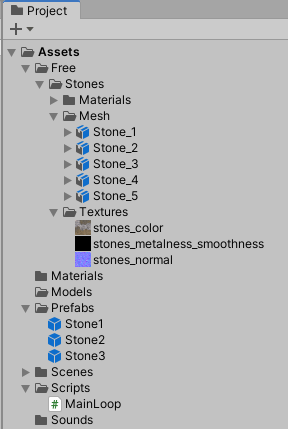 Project
Assets
Free
Stones
Materials
Mesh
Stone_1
Stone_2
Stone_3
Stone_4
Stone_5
Textures
stones_color
stones_metalness_smoothness
stones_normal
Materials
Models
Prefabs
Stone1
Stone2
Stone3
Scenes
Scripts
MainLoop
Sounds